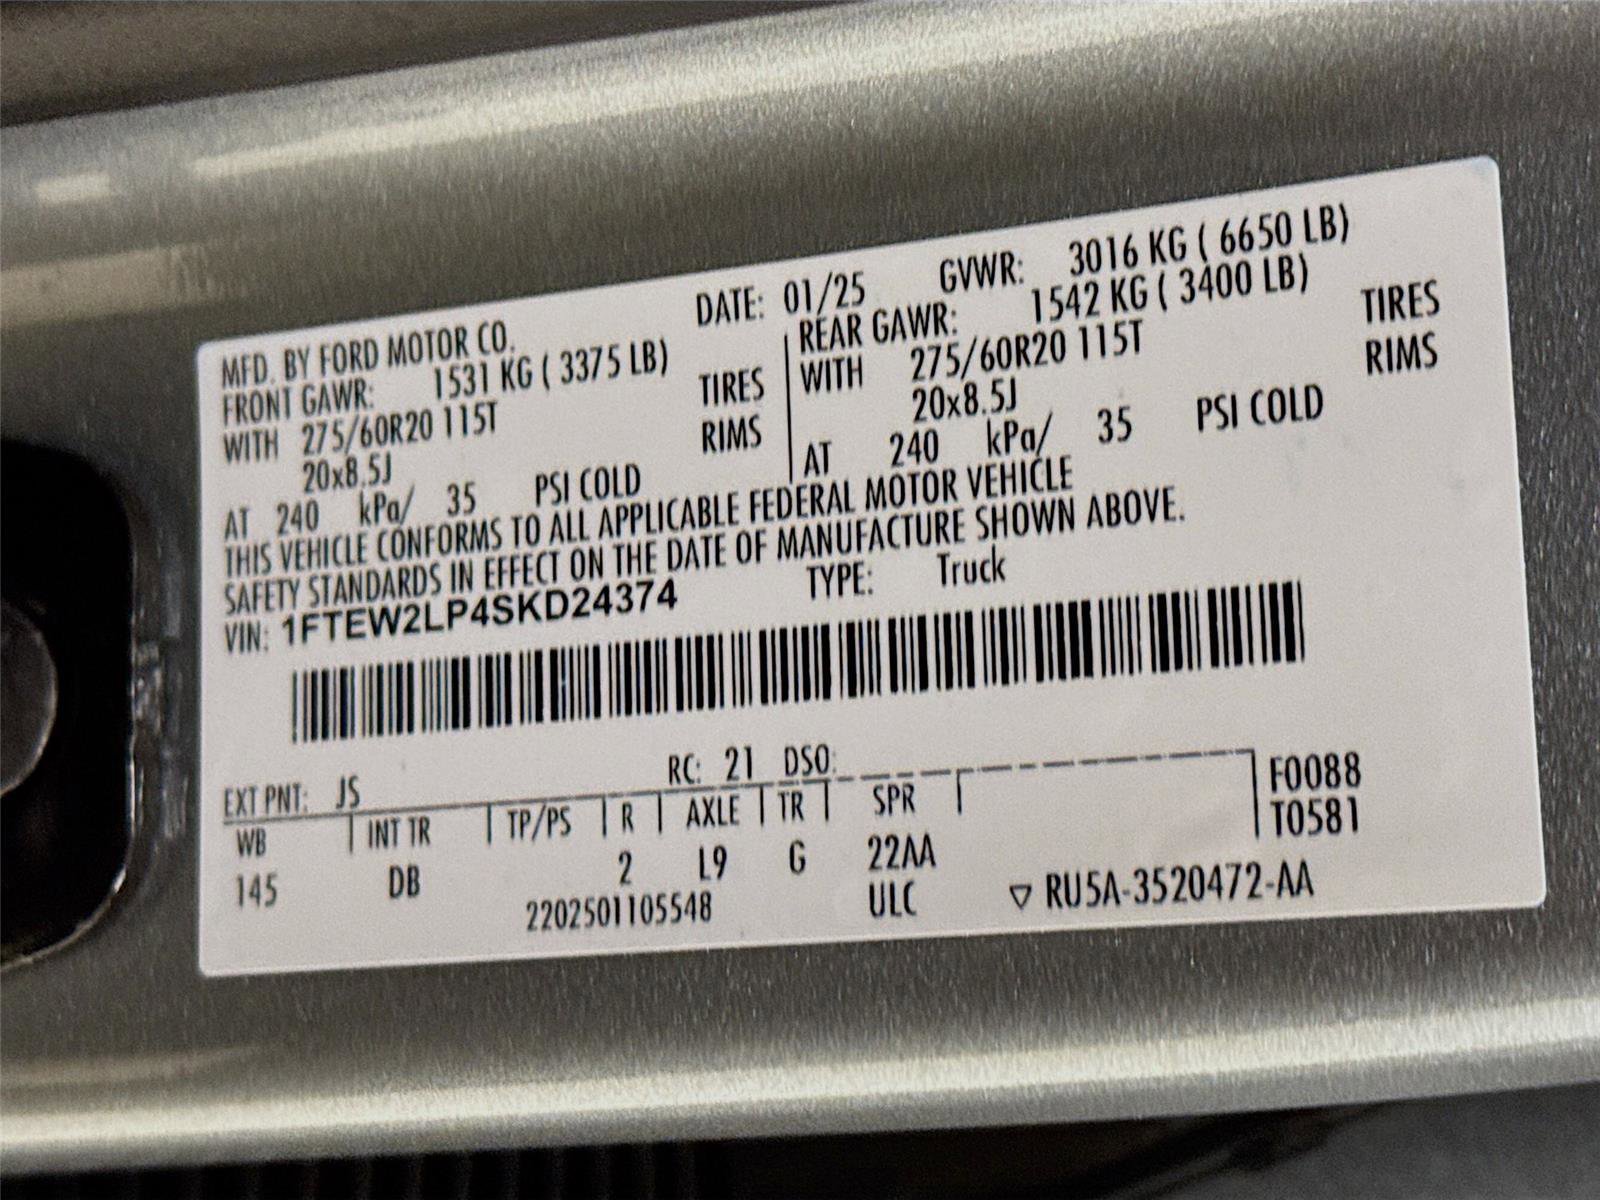 MFD. BY FORD MOTOR CO. DATE: 01/25 GVWR: 3016 KG ( 6650 LB)
FRONT GAWR: 1531 KG ( 3375 LB) REAR GAWR: 1542 KG ( 3400 LB)
WITH 275/60R20 115T TIRES WITH 275/60R20 115T TIRES
20x8.5J RIMS 20x8.5J RIMS
AT 240 kPa/ 35 PSI COLD AT 240 kPa/ 35 PSI COLD
THIS VEHICLE CONFORMS TO ALL APPLICABLE FEDERAL MOTOR VEHICLE
SAFETY STANDARDS IN EFFECT ON THE DATE OF MANUFACTURE SHOWN ABOVE.
VIN: 1FTEW2LP4SKD24374 TYPE: Truck
EXT PNT: JS RC: 21 DSO: F0088
WB INT TR TP/PS R AXLE TR SPR T0581
145 DB 2 L9 G 22AA
2202501105548 ULC ▽ RU5A-3520472-AA